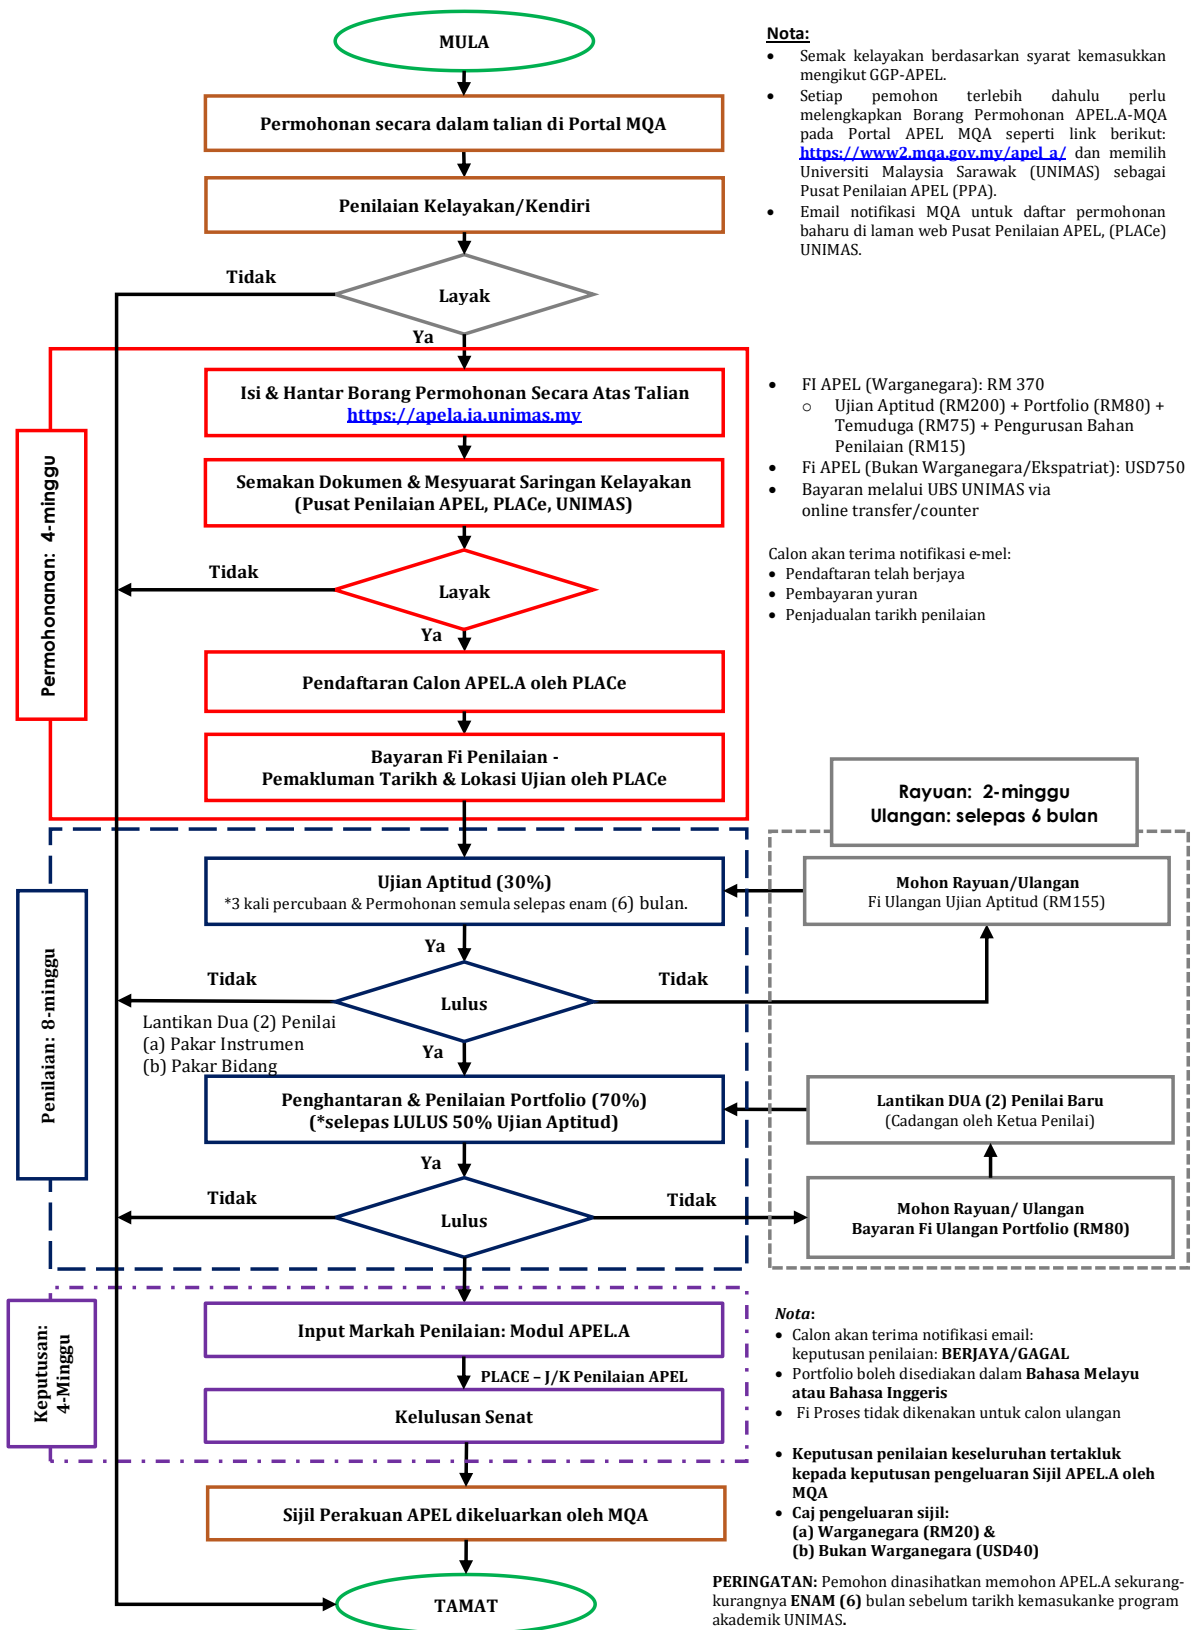 MULA
Permohonan secara dalam talian di Portal MQA
Penilaian Kelayakan/Kendiri
Tidak
Layak
Ya
Nota:
• Semak kelayakan berdasarkan syarat kemasukkan
mengikut GGP-APEL.
• Setiap pemohon terlebih dahulu perlu
melengkapkan Borang Permohonan APEL.A-MQA
pada Portal APEL MQA seperti link berikut:
https://www2.mqa.gov.my/apel_a/ dan memilih
Universiti Malaysia Sarawak (UNIMAS) sebagai
Pusat Penilaian APEL (PPA).
• Email notifikasi MQA untuk daftar permohonan
baharu di laman web Pusat Penilaian APEL, (PLACe)
UNIMAS.
Permohonanan: 4-minggu
Isi & Hantar Borang Permohonan Secara Atas Talian
https://apela.ia.unimas.my
Semakan Dokumen & Mesyuarat Saringan Kelayakan
(Pusat Penilaian APEL, PLACe, UNIMAS)
Tidak
Layak
Ya
Pendaftaran Calon APEL.A oleh PLACe
Bayaran Fi Penilaian -
Pemakluman Tarikh & Lokasi Ujian oleh PLACe
• FI APEL (Warganegara): RM 370
o Ujian Aptitud (RM200) + Portfolio (RM80) +
Temuduga (RM75) + Pengurusan Bahan
Penilaian (RM15)
• Fi APEL (Bukan Warganegara/Ekspatriat): USD750
• Bayaran melalui UBS UNIMAS via
online transfer/counter
Calon akan terima notifikasi e-mel:
• Pendaftaran telah berjaya
• Pembayaran yuran
• Penjadualan tarikh penilaian
Penilaian: 8-minggu
Ujian Aptitud (30%)
*3 kali percubaan & Permohonan semula selepas enam (6) bulan.
Ya
Tidak
Lulus
Tidak
Lantikan Dua (2) Penilai
(a) Pakar Instrumen
(b) Pakar Bidang
Ya
Penghantaran & Penilaian Portfolio (70%)
(*selepas LULUS 50% Ujian Aptitud)
Ya
Tidak
Lulus
Tidak
Rayuan: 2-minggu
Ulangan: selepas 6 bulan
Mohon Rayuan/Ulangan
Fi Ulangan Ujian Aptitud (RM155)
Lantikan DUA (2) Penilai Baru
(Cadangan oleh Ketua Penilai)
Mohon Rayuan/ Ulangan
Bayaran Fi Ulangan Portfolio (RM80)
Keputusan:
4-Minggu
Input Markah Penilaian: Modul APEL.A
PLACE – J/K Penilaian APEL
Kelulusan Senat
Sijil Perakuan APEL dikeluarkan oleh MQA
TAMAT
Nota:
• Calon akan terima notifikasi email:
keputusan penilaian: BERJAYA/GAGAL
• Portfolio boleh disediakan dalam Bahasa Melayu
atau Bahasa Inggeris
• Fi Proses tidak dikenakan untuk calon ulangan
• Keputusan penilaian keseluruhan tertakluk
kepada keputusan pengeluaran Sijil APEL.A oleh
MQA
• Caj pengeluaran sijil:
(a) Warganegara (RM20) &
(b) Bukan Warganegara (USD40)
PERINGATAN: Pemohon dinasihatkan memohon APEL.A sekurang-
kurangnya ENAM (6) bulan sebelum tarikh kemasukanke program
akademik UNIMAS.